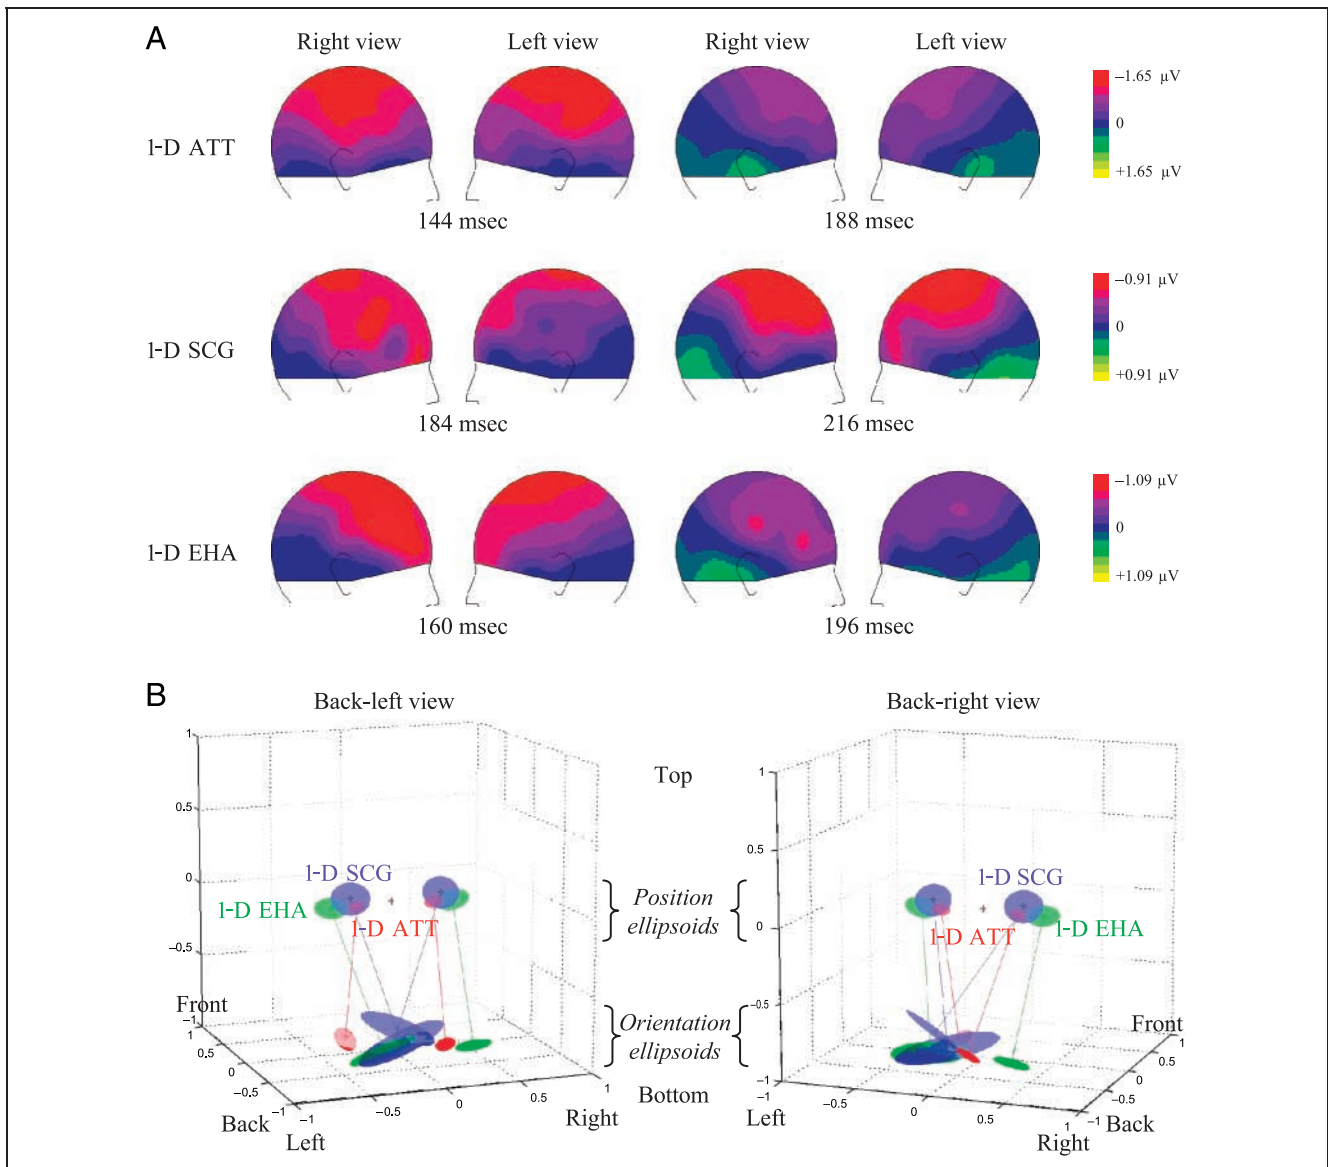 A
Right view Left view Right view Left view
l-D ATT
−1.65 µV
0
+1.65 µV
144 msec 188 msec
l-D SCG
−0.91 µV
0
+0.91 µV
184 msec 216 msec
l-D EHA
−1.09 µV
0
+1.09 µV
160 msec 196 msec
B
Back-left view Back-right view
1
0.5
0
−0.5
−1
l-D SCG
l-D EHA
l-D ATT
Front
1
0.5
0
−0.5
−1
Back
−1
−0.5
0
0.5
1
Left
Right
Top
Position
ellipsoids
Orientation
ellipsoids
Bottom
1
0.5
0
−0.5
−1
l-D SCG
l-D ATT
l-D EHA
Front
1
0.5
0
−0.5
−1
Back
−1
−0.5
0
0.5
1
Left
Right